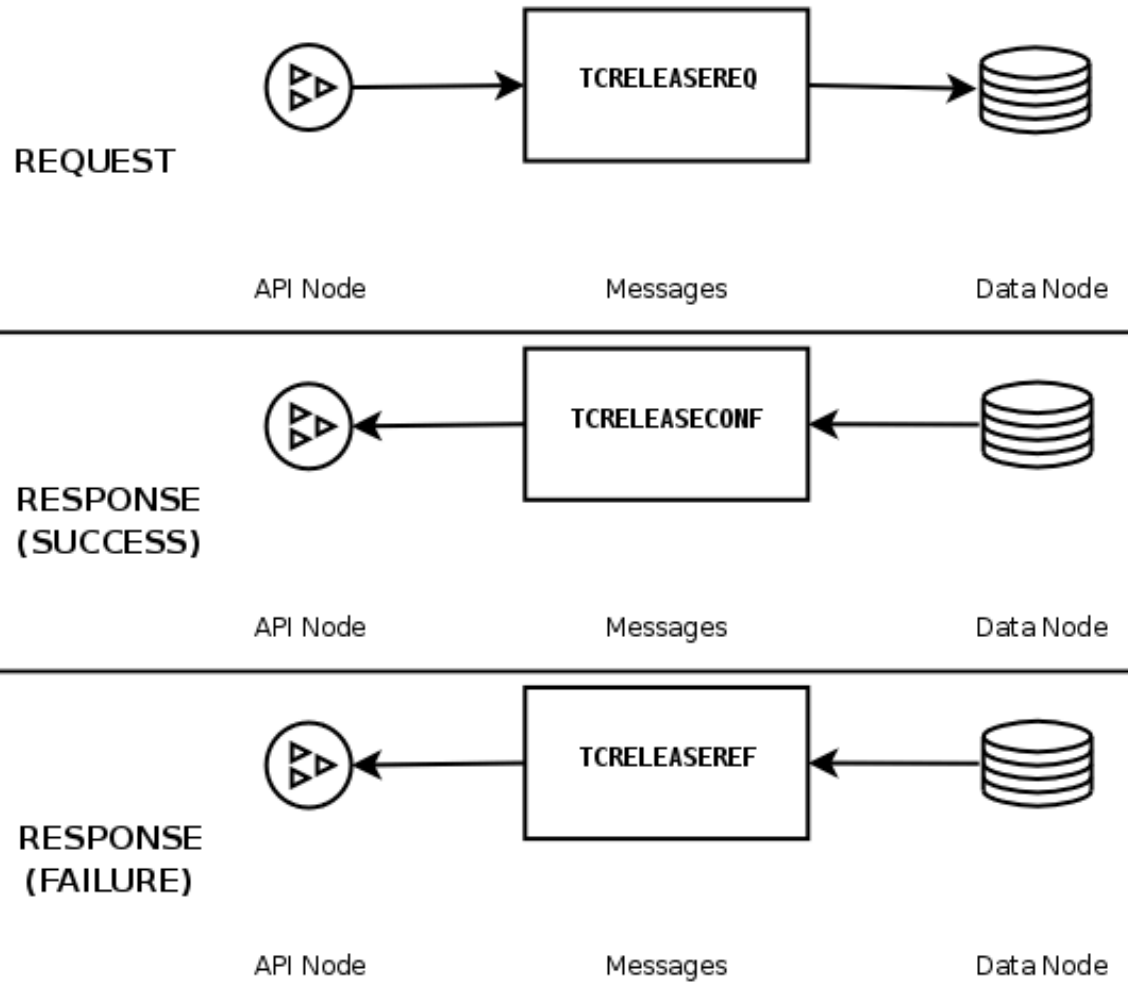 TCRELEASEREQ
REQUEST
API Node
Messages
Data Node
TCRELEASECONF
RESPONSE
(SUCCESS)
API Node
Messages
Data Node
TCRELEASEREF
RESPONSE
(FAILURE)
API Node
Messages
Data Node